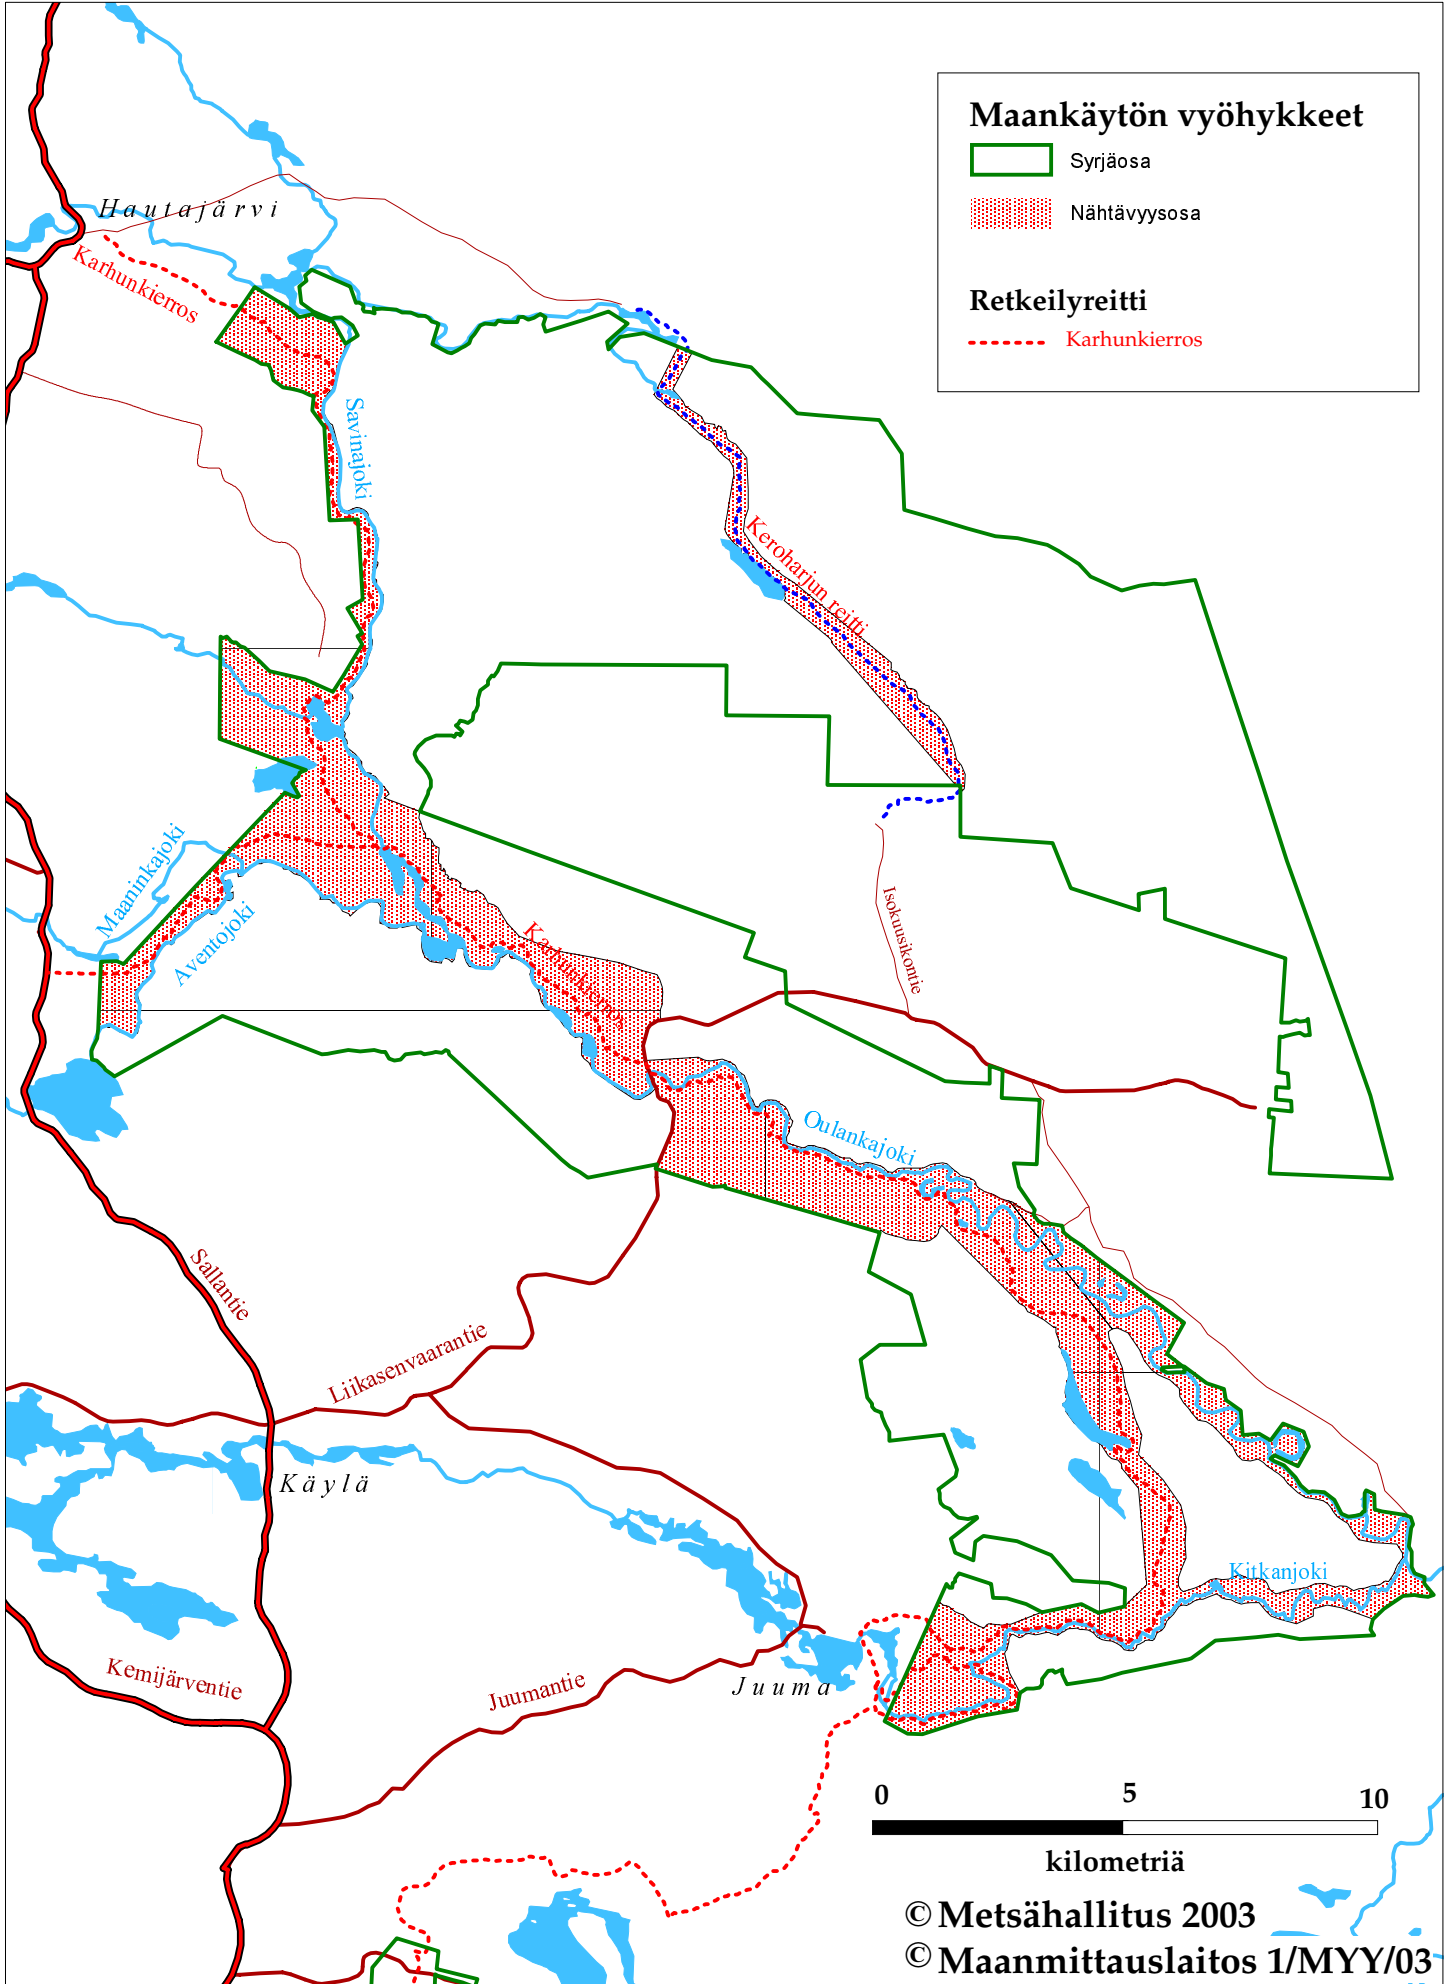 Maankäytön vyöhykkeet
Syrjäosa
Nähtävyysosa
Retkeilyreitti
Karhunkierros
Hautajärvi
Karhunkierros
Savinajoki
Keroharjun reitti
Maaninkajoki
Aventojoki
Isokuusikontie
Karhunkierros
Oulankajoki
Sallantie
Liikasenvaarantie
Käylä
Kitkanjoki
Kemijärventie
Juumantie
Juuma
0 5 10
kilometriä
© Metsähallitus 2003
© Maanmittauslaitos 1/MYY/03